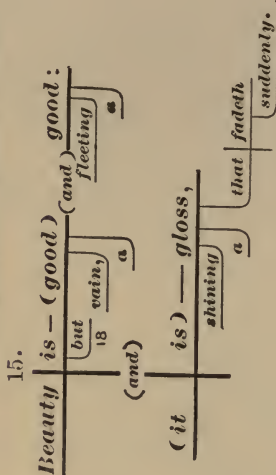 15.
Beauty is—(good) (and) good:
but vain, a fleeting a
18
(and)
(it is)—gloss,
shining a that fadeth
suddenly.